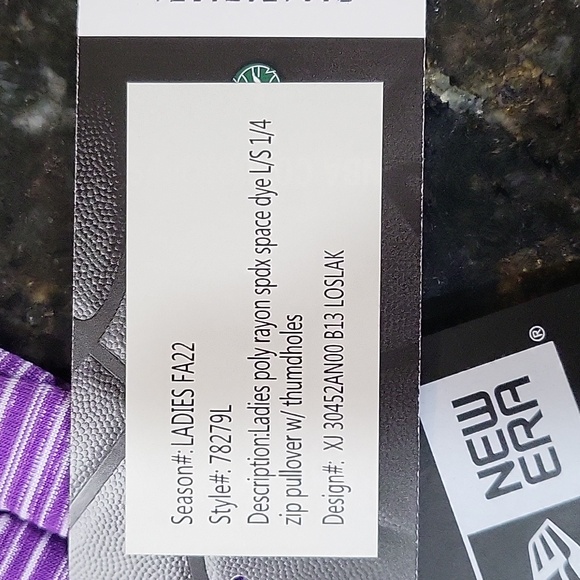 Season#: LADIES FA22
Style#: 78279L
Description:Ladies poly rayon spdx space dye L/S 1/4
zip pullover w/ thumdholes
Design#: XJ 30452AN00 B13 LOSLAK
NEW
ERA®